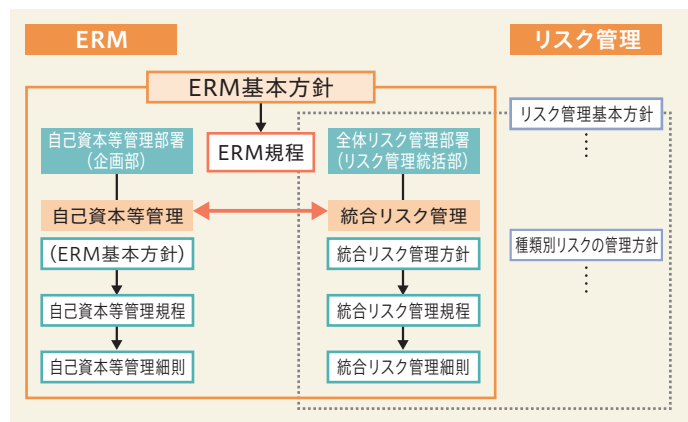 ERM
リスク管理
ERM基本方針
リスク管理基本方針
自己資本等管理部署
(企画部)
ERM規程
全体リスク管理部署
(リスク管理統括部)
自己資本等管理
統合リスク管理
(ERM基本方針)
統合リスク管理方針
種類別リスクの管理方針
自己資本等管理規程
統合リスク管理規程
自己資本等管理細則
統合リスク管理細則